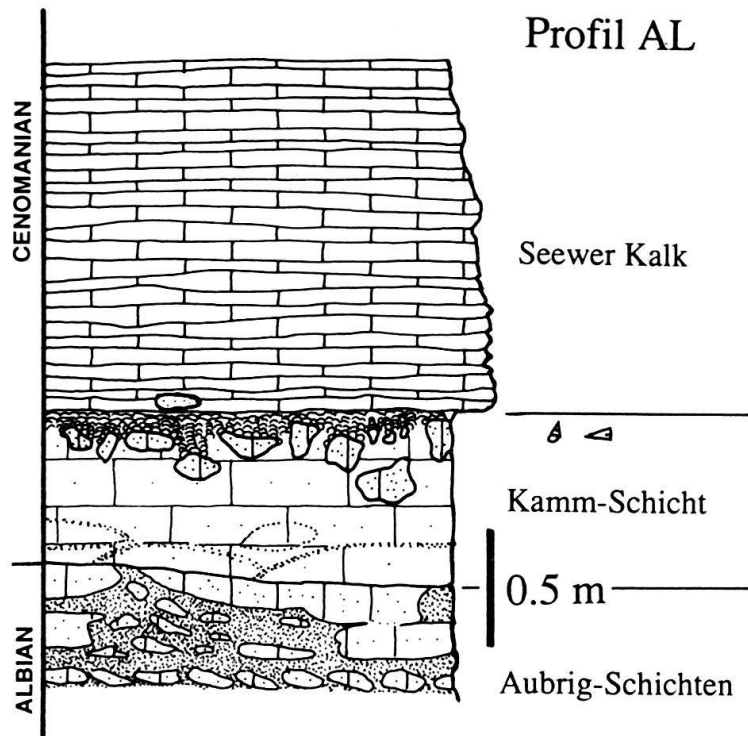 Profil AL
CENOMANIAN
Seewer Kalk
Kamm-Schicht
0.5 m
ALBIAN
Aubrig-Schichten